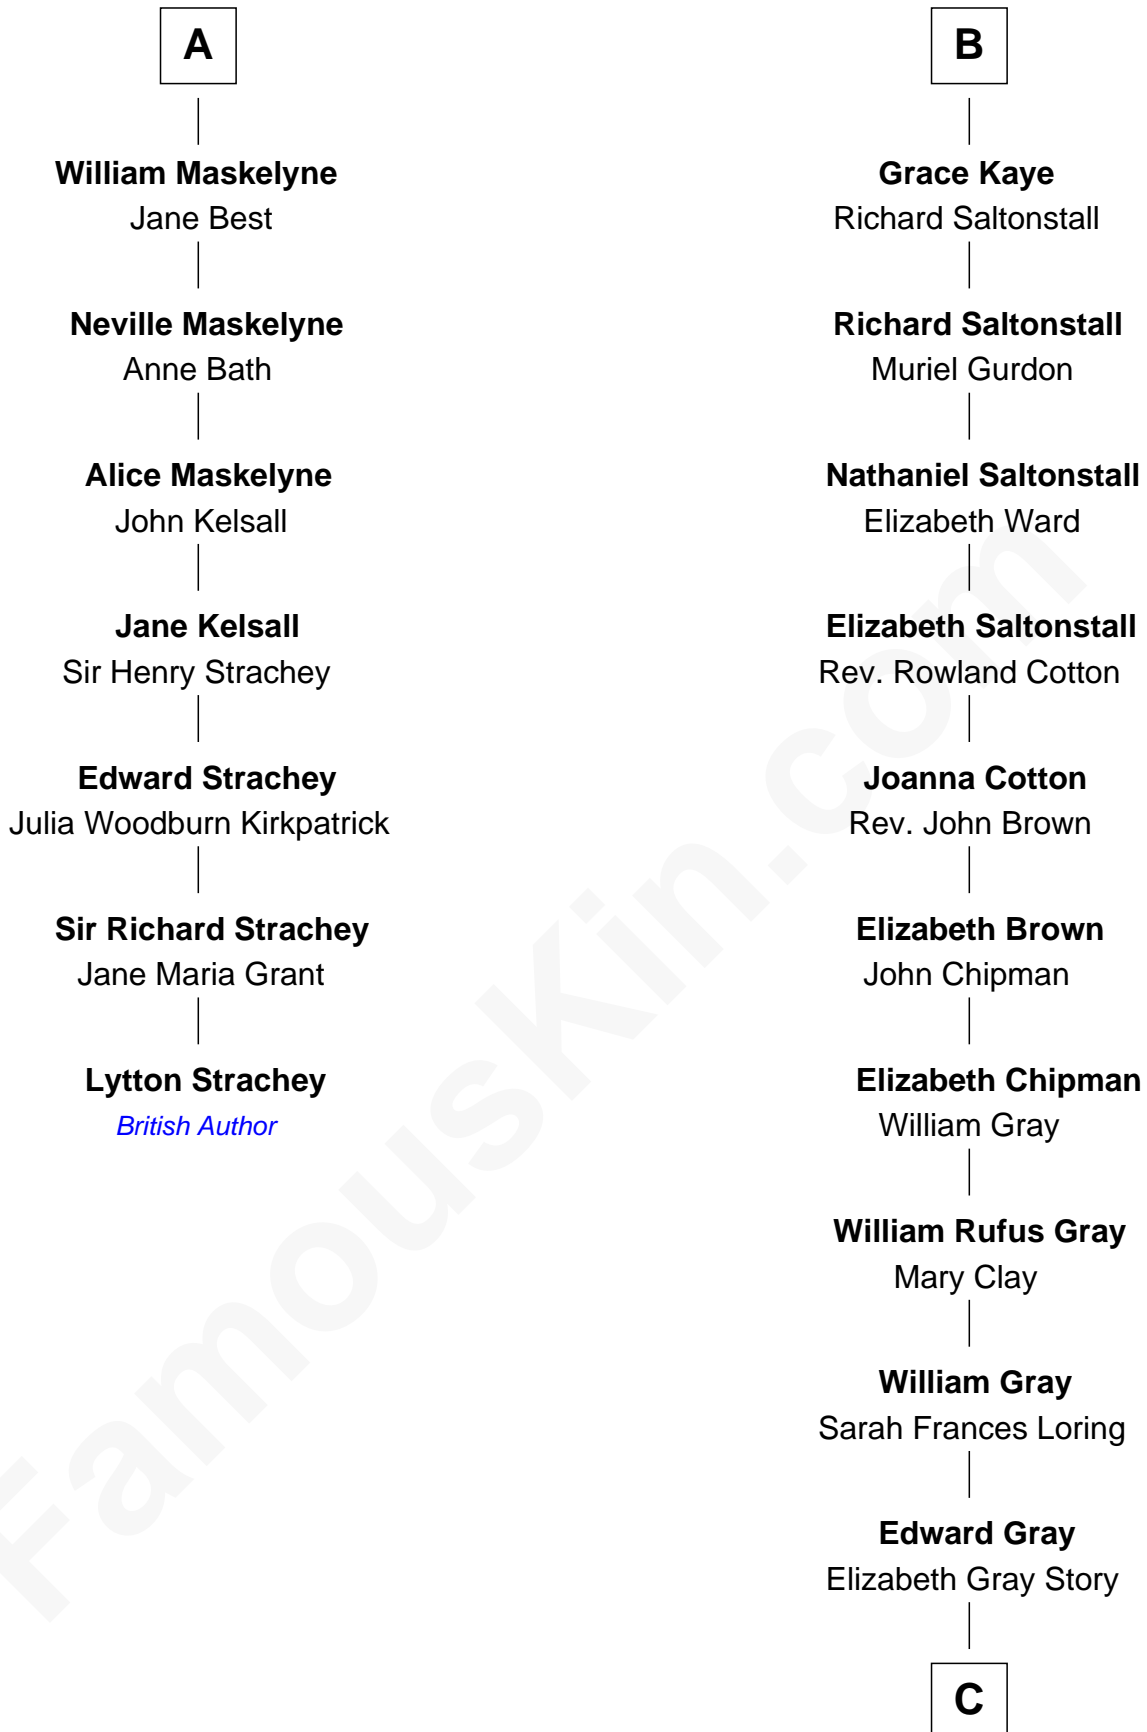 A
William Maskelyne
Jane Best
Neville Maskelyne
Anne Bath
Alice Maskelyne
John Kelsall
Jane Kelsall
Sir Henry Strachey
Edward Strachey
Julia Woodburn Kirkpatrick
Sir Richard Strachey
Jane Maria Grant
Lytton Strachey
British Author
B
Grace Kaye
Richard Saltonstall
Richard Saltonstall
Muriel Gurdon
Nathaniel Saltonstall
Elizabeth Ward
Elizabeth Saltonstall
Rev. Rowland Cotton
Joanna Cotton
Rev. John Brown
Elizabeth Brown
John Chipman
Elizabeth Chipman
William Gray
William Rufus Gray
Mary Clay
William Gray
Sarah Frances Loring
Edward Gray
Elizabeth Gray Story
C
FamousKin.com